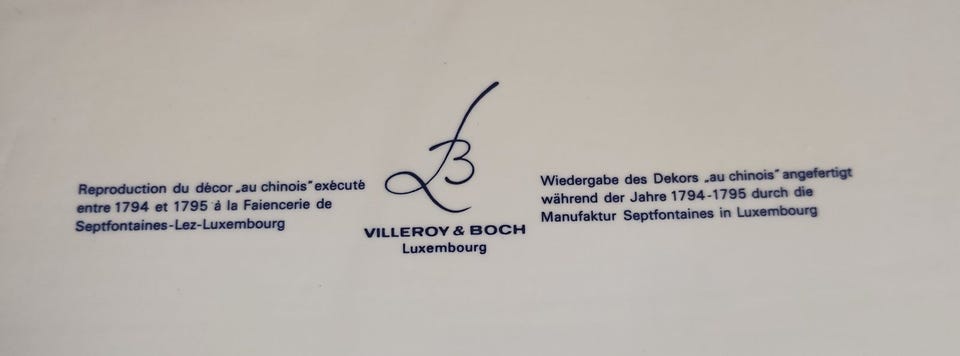 Reproduction du décor „au chinois" exécuté
entre 1794 et 1795 à la Faiencerie de
Septfontaines-Lez-Luxembourg
LB
VILLEROY & BOCH
Luxembourg
Wiedergabe des Dekors „au chinois" angefertigt
während der Jahre 1794-1795 durch die
Manufaktur Septfontaines in Luxembourg